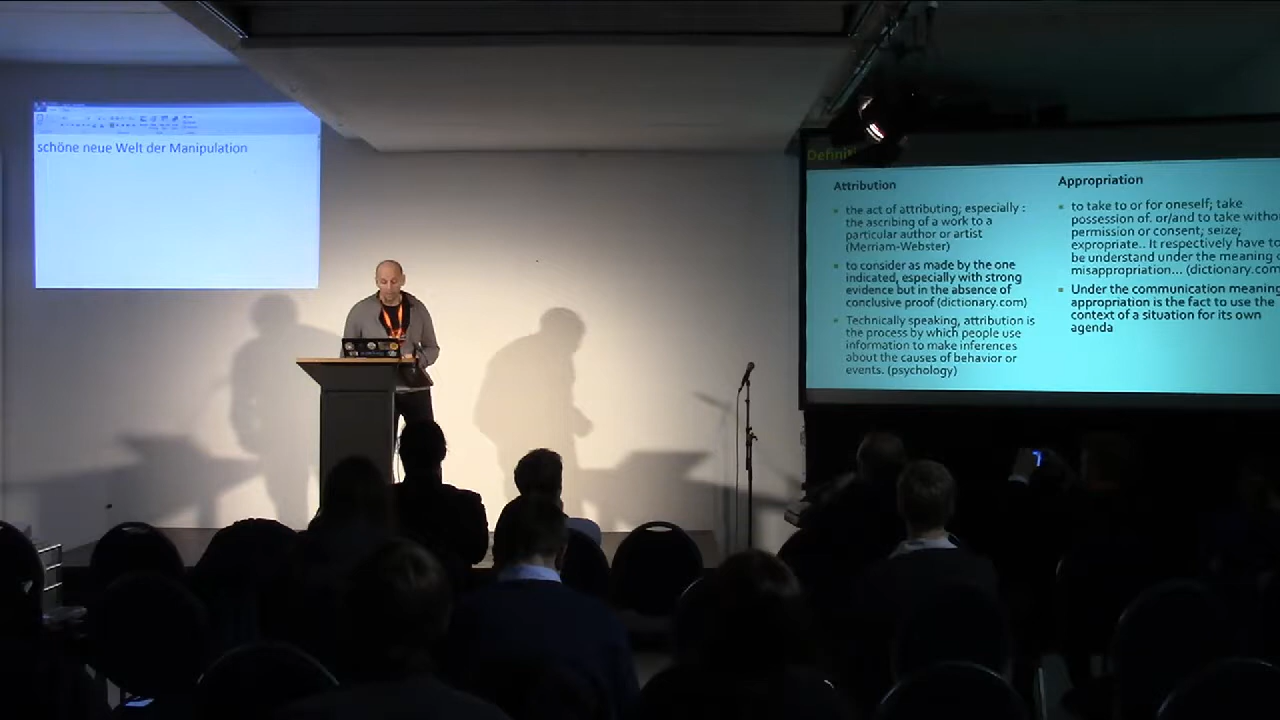 schöne neue Welt der Manipulation
Attribution
the act of attributing; especially :
the ascribing of a work to a
particular author or artist
(Merriam-Webster)
to consider as made by the one
indicated, especially with strong
evidence but in the absence of
conclusive proof (dictionary.com)
Technically speaking, attribution is
the process by which people use
information to make inferences
about the causes of behavior or
events. (psychology)
Appropriation
to take to or for oneself; take
possession of. or/and to take withou
permission or consent; seize;
expropriate.. It respectively have to
be understand under the meaning o
misappropriation... (dictionary.com
Under the communication meaning
appropriation is the fact to use the
context of a situation for its own
agenda